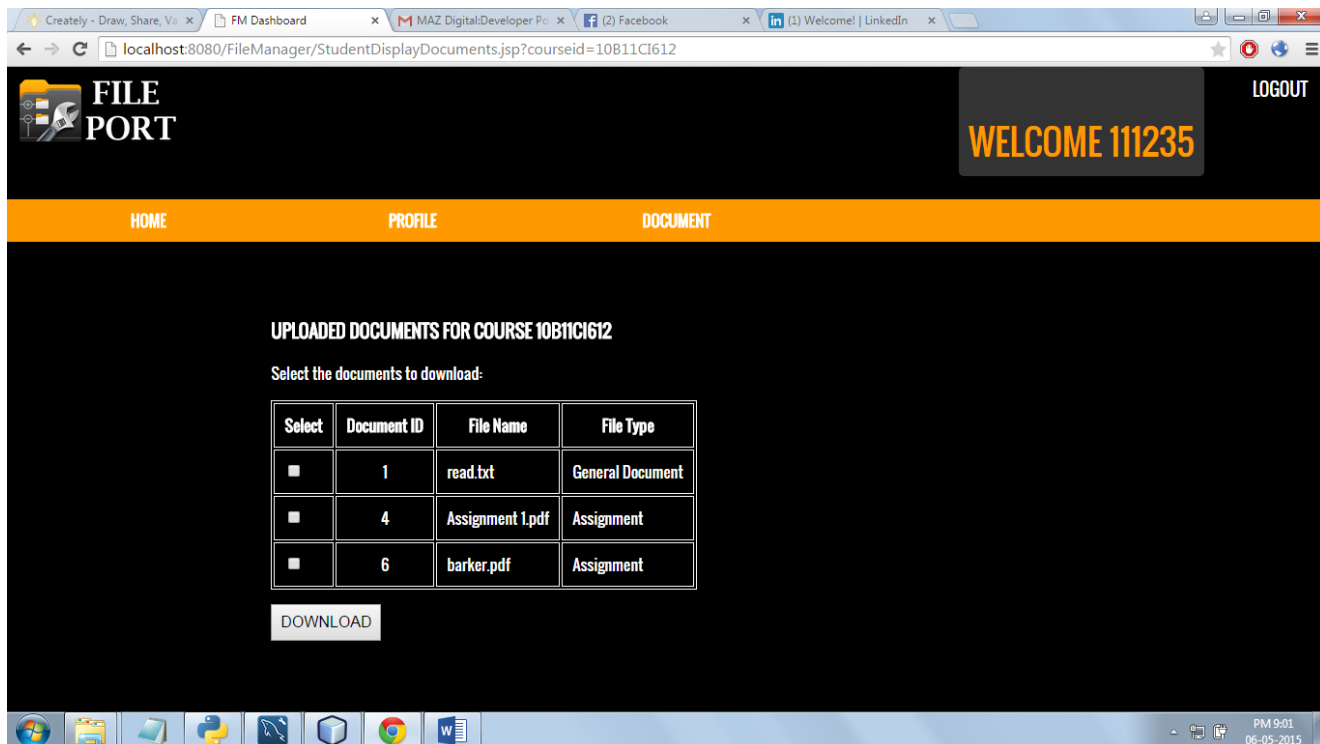 Creately - Draw, Share, Va
FM Dashboard
MAZ Digital:Developer Po
(2) Facebook
(1) Welcome! | LinkedIn
localhost:8080/FileManager/StudentDisplayDocuments.jsp?courseid=10B11CI612
FILE
PORT
WELCOME 111235
LOGOUT
HOME PROFILE DOCUMENT
UPLOADED DOCUMENTS FOR COURSE 10B11CI612
Select the documents to download:
Select Document ID File Name File Type
1 read.txt General Document
4 Assignment 1.pdf Assignment
6 barker.pdf Assignment
DOWNLOAD
PM 9:01
06-05-2015